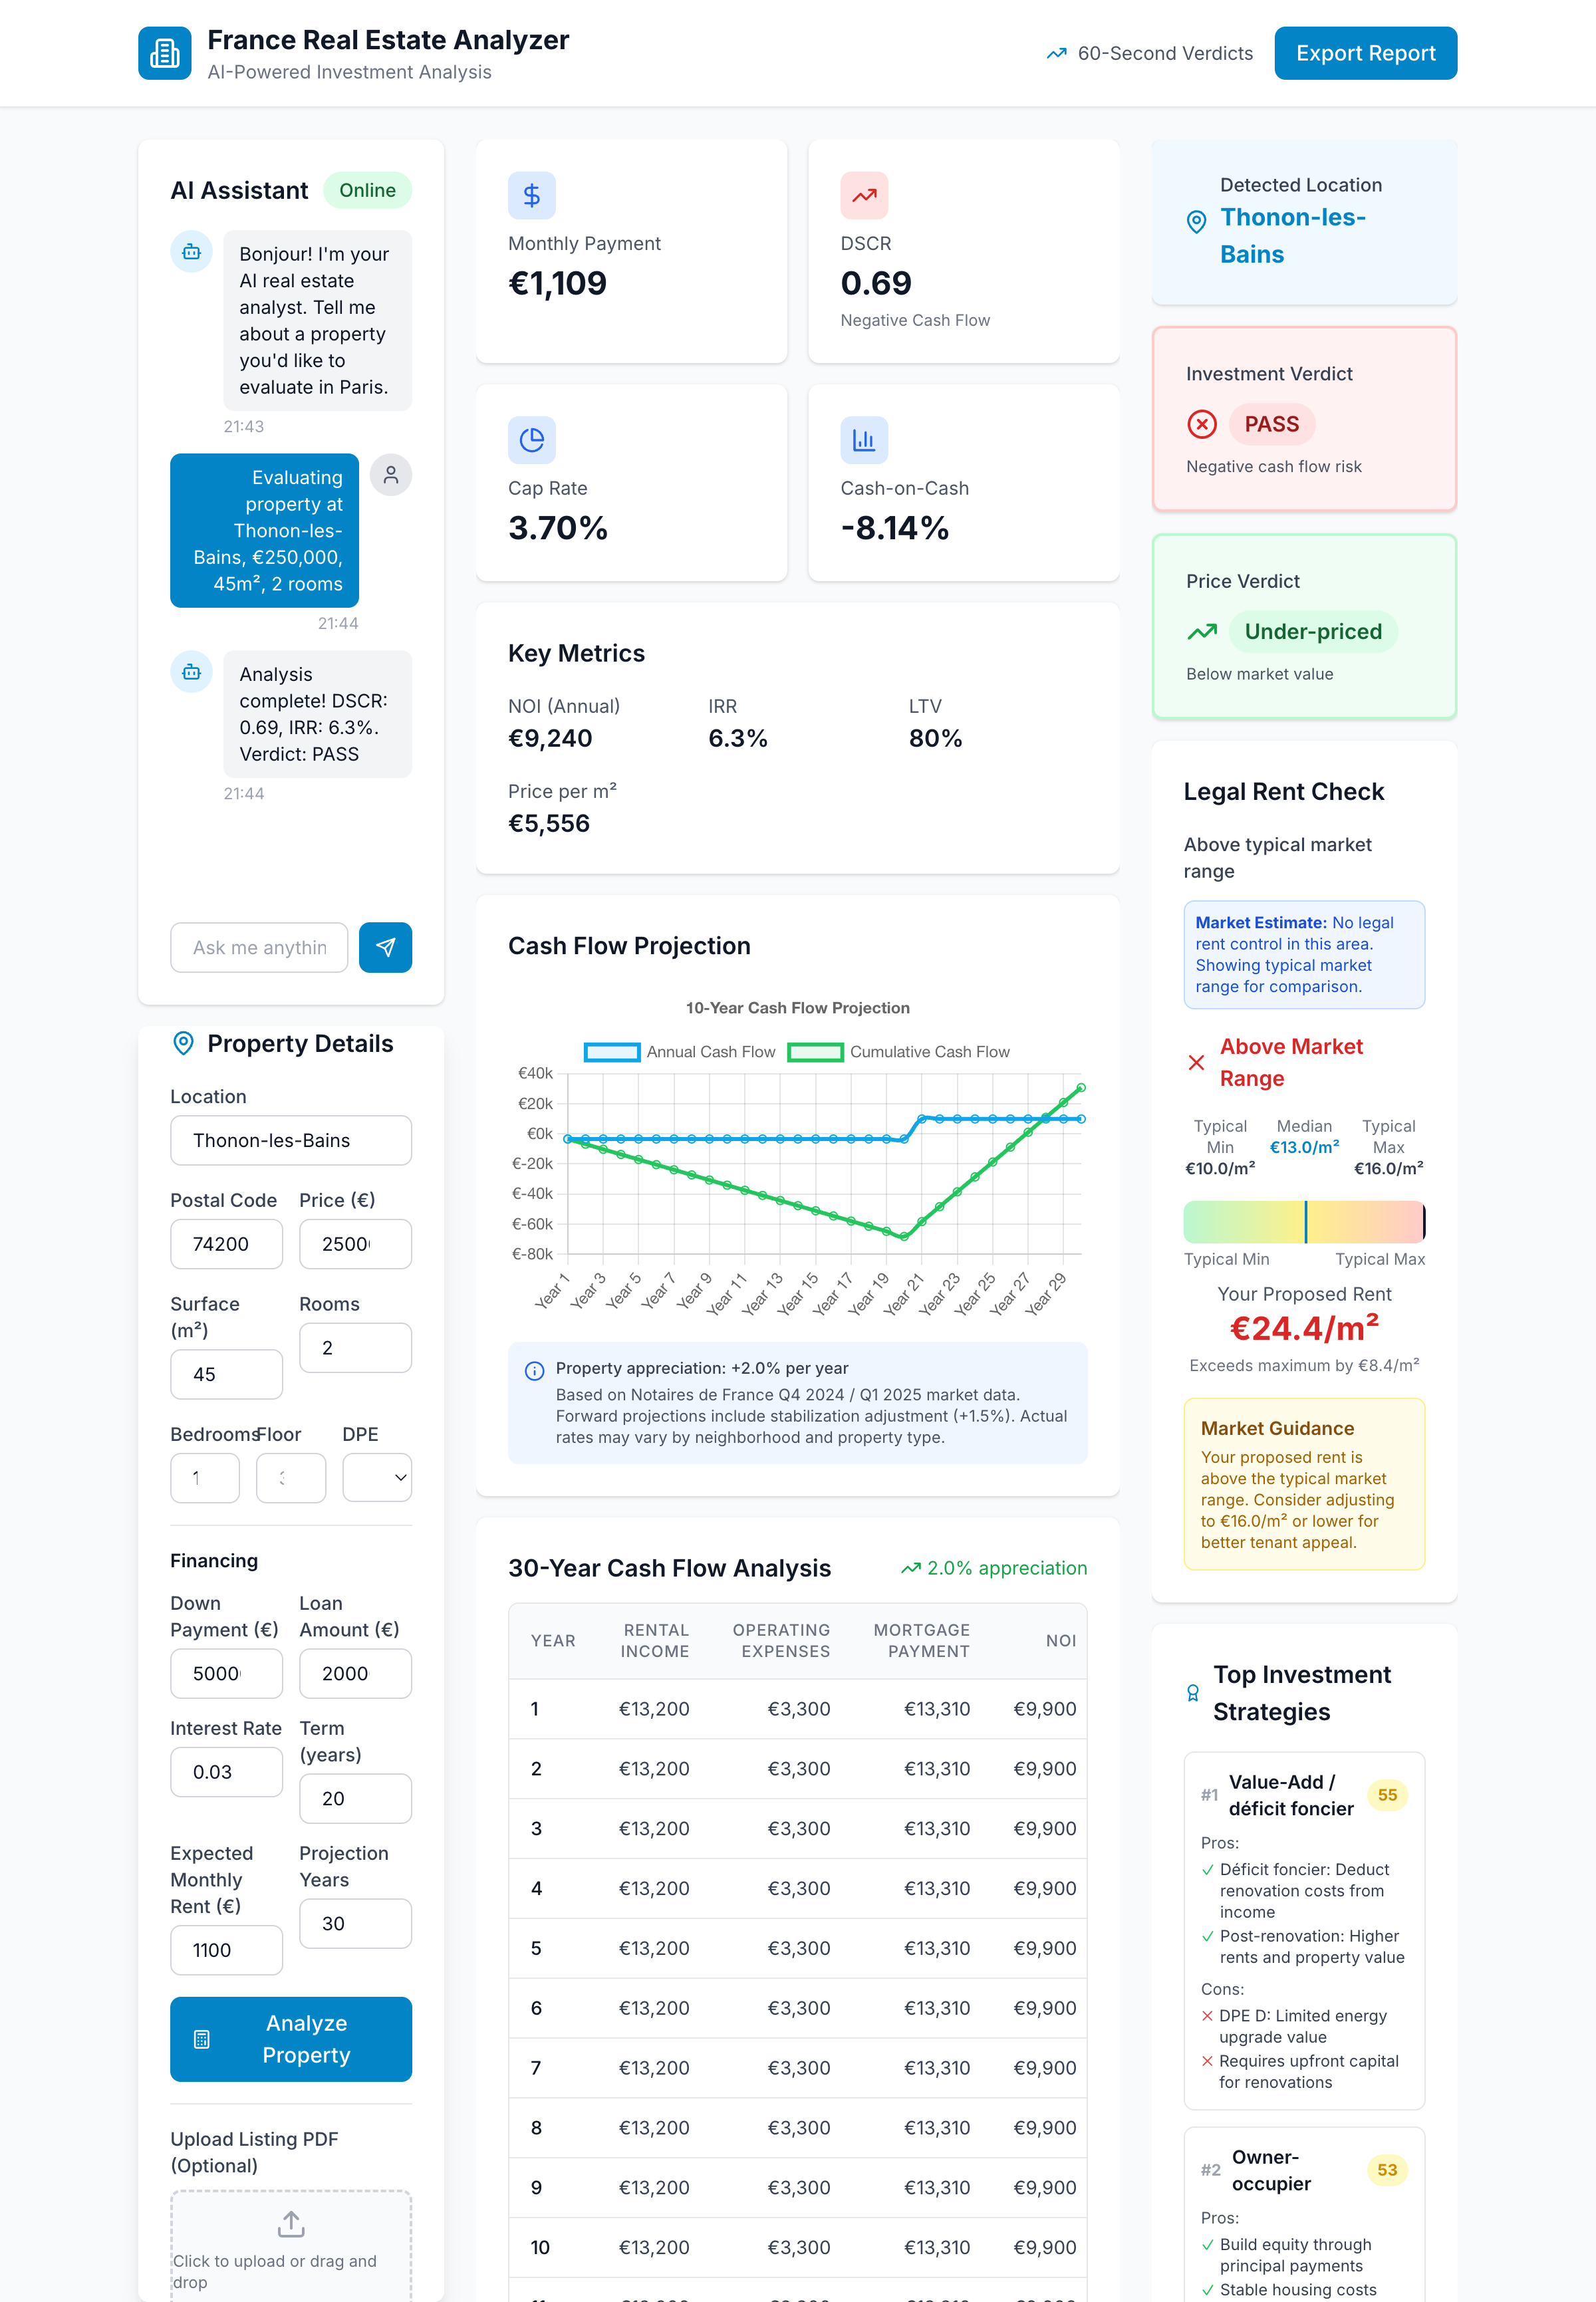 France Real Estate Analyzer
AI-Powered Investment Analysis
60-Second Verdicts
Export Report
AI Assistant
Online
Bonjour! I'm your
AI real estate
analyst. Tell me
about a property
you'd like to
evaluate in Paris.
21:43
Evaluating
property at
Thonon-les-
Bains, €250,000,
45m², 2 rooms
21:44
Analysis
complete! DSCR:
0.69, IRR: 6.3%.
Verdict: PASS
21:44
Ask me anythin
Property Details
Location
Thonon-les-Bains
Postal Code
Price (€)
74200
2500
Surface
(m²)
Rooms
45
2
Bedrooms
Floor
DPE
1
Financing
Down
Payment (€)
Loan
Amount (€)
5000
2000
Interest Rate
Term
(years)
0.03
20
Expected
Monthly
Rent (€)
Projection
Years
1100
30
Analyze
Property
Upload Listing PDF
(Optional)
Click to upload or drag and
drop
Monthly Payment
€1,109
DSCR
0.69
Negative Cash Flow
Cap Rate
3.70%
Cash-on-Cash
-8.14%
Key Metrics
NOI (Annual)
€9,240
IRR
6.3%
LTV
80%
Price per m²
€5,556
Cash Flow Projection
10-Year Cash Flow Projection
Annual Cash Flow
Cumulative Cash Flow
€40k
€20k
€0k
€-20k
€-40k
€-60k
€-80k
Year 1
Year 3
Year 5
Year 7
Year 9
Year 11
Year 13
Year 15
Year 17
Year 19
Year 21
Year 23
Year 25
Year 27
Year 29
Property appreciation: +2.0% per year
Based on Notaires de France Q4 2024 / Q1 2025 market data.
Forward projections include stabilization adjustment (+1.5%). Actual
rates may vary by neighborhood and property type.
30-Year Cash Flow Analysis
2.0% appreciation
YEAR RENTAL INCOME OPERATING EXPENSES MORTGAGE PAYMENT NOI
1 €13,200 €3,300 €13,310 €9,900
2 €13,200 €3,300 €13,310 €9,900
3 €13,200 €3,300 €13,310 €9,900
4 €13,200 €3,300 €13,310 €9,900
5 €13,200 €3,300 €13,310 €9,900
6 €13,200 €3,300 €13,310 €9,900
7 €13,200 €3,300 €13,310 €9,900
8 €13,200 €3,300 €13,310 €9,900
9 €13,200 €3,300 €13,310 €9,900
10 €13,200 €3,300 €13,310 €9,900
Detected Location
Thonon-les-
Bains
Investment Verdict
PASS
Negative cash flow risk
Price Verdict
Under-priced
Below market value
Legal Rent Check
Above typical market
range
Market Estimate: No legal
rent control in this area.
Showing typical market
range for comparison.
Above Market
Range
Typical
Min
€10.0/m²
Median
€13.0/m²
Typical
Max
€16.0/m²
Typical Min
Typical Max
Your Proposed Rent
€24.4/m²
Exceeds maximum by €8.4/m²
Market Guidance
Your proposed rent is
above the typical market
range. Consider adjusting
to €16.0/m² or lower for
better tenant appeal.
Top Investment
Strategies
#1
Value-Add /
déficit foncier
55
Pros:
Déficit foncier: Deduct
renovation costs from
income
Post-renovation: Higher
rents and property value
Cons:
DPE D: Limited energy
upgrade value
Requires upfront capital
for renovations
#2
Owner-
occupier
53
Pros:
Build equity through
principal payments
Stable housing costs